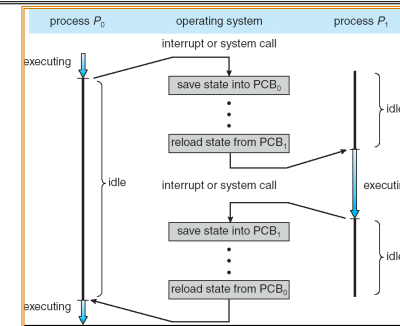 process P0 operating system process P1
interrupt or system call
executing
save state into PCB0
idle
reload state from PCB1
idle
interrupt or system call
executi
save state into PCB1
idle
reload state from PCB0
executing